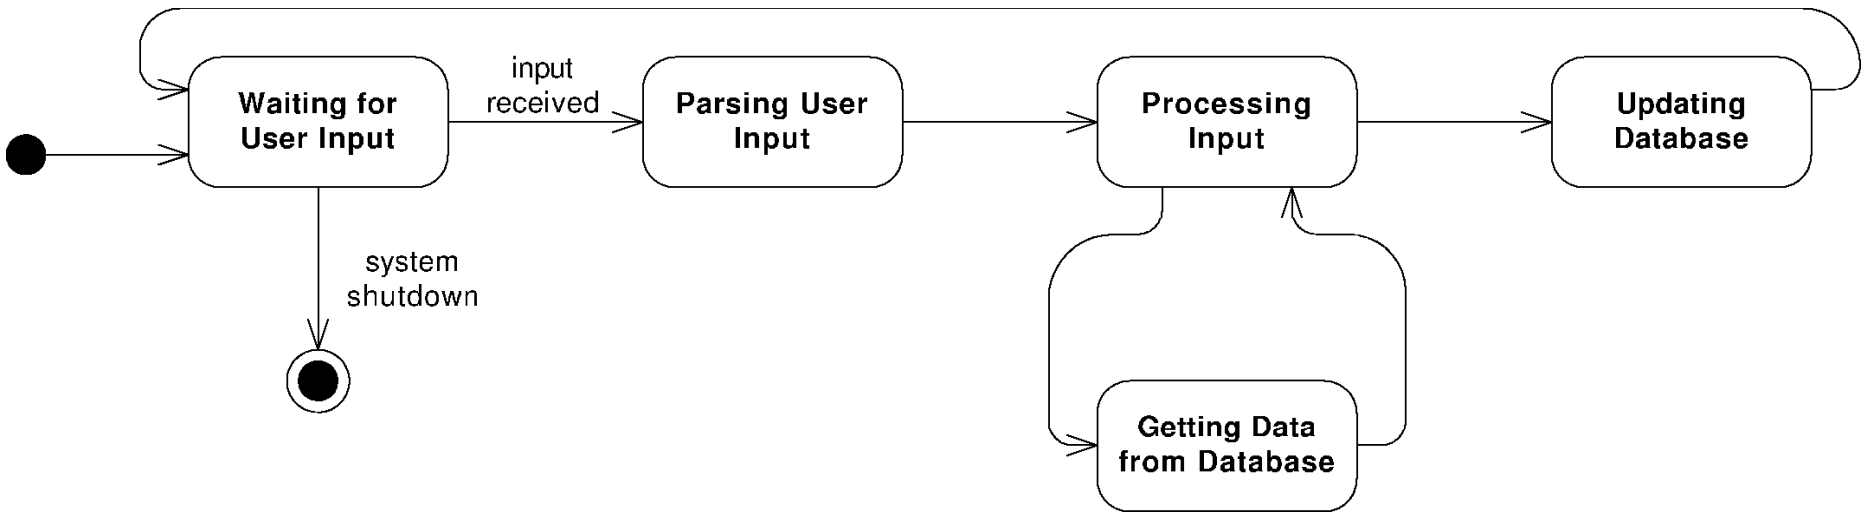 input
received
Waiting for
User Input
Parsing User
Input
Processing
Input
Updating
Database
system
shutdown
Getting Data
from Database